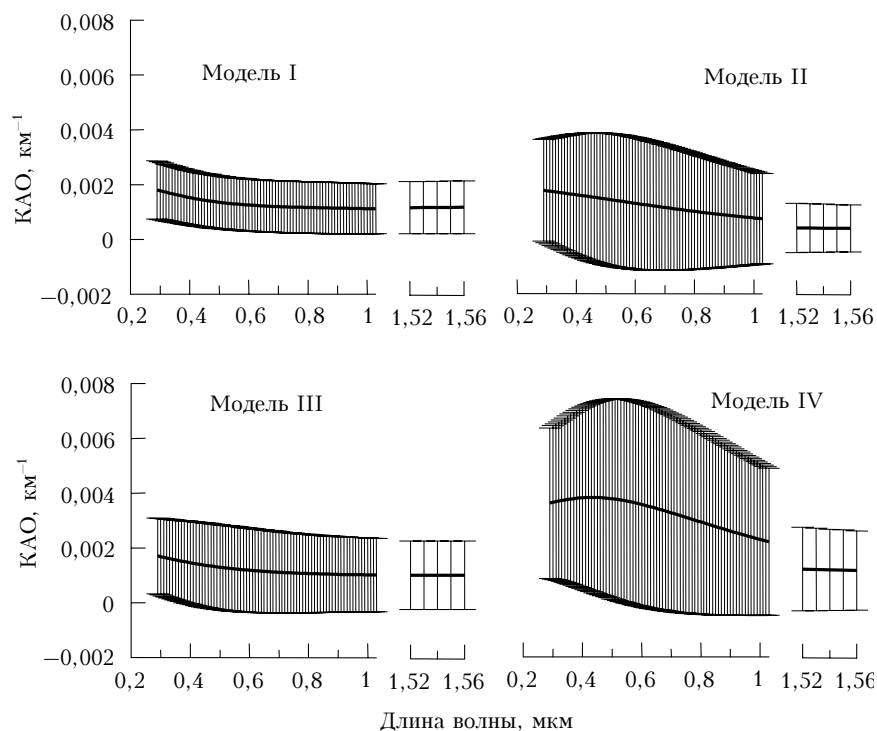 0,008
0,006
Модель I
Модель II
0,004
0,002
0
−0,002
КАО, км⁻¹
0,2 0,4 0,6 0,8 1 1,52 1,56
0,2 0,4 0,6 0,8 1 1,52 1,56
0,008
Модель III
Модель IV
0,006
0,004
0,002
0
−0,002
КАО, км⁻¹
0,2 0,4 0,6 0,8 1 1,52 1,56
0,2 0,4 0,6 0,8 1 1,52 1,56
Длина волны, мкм